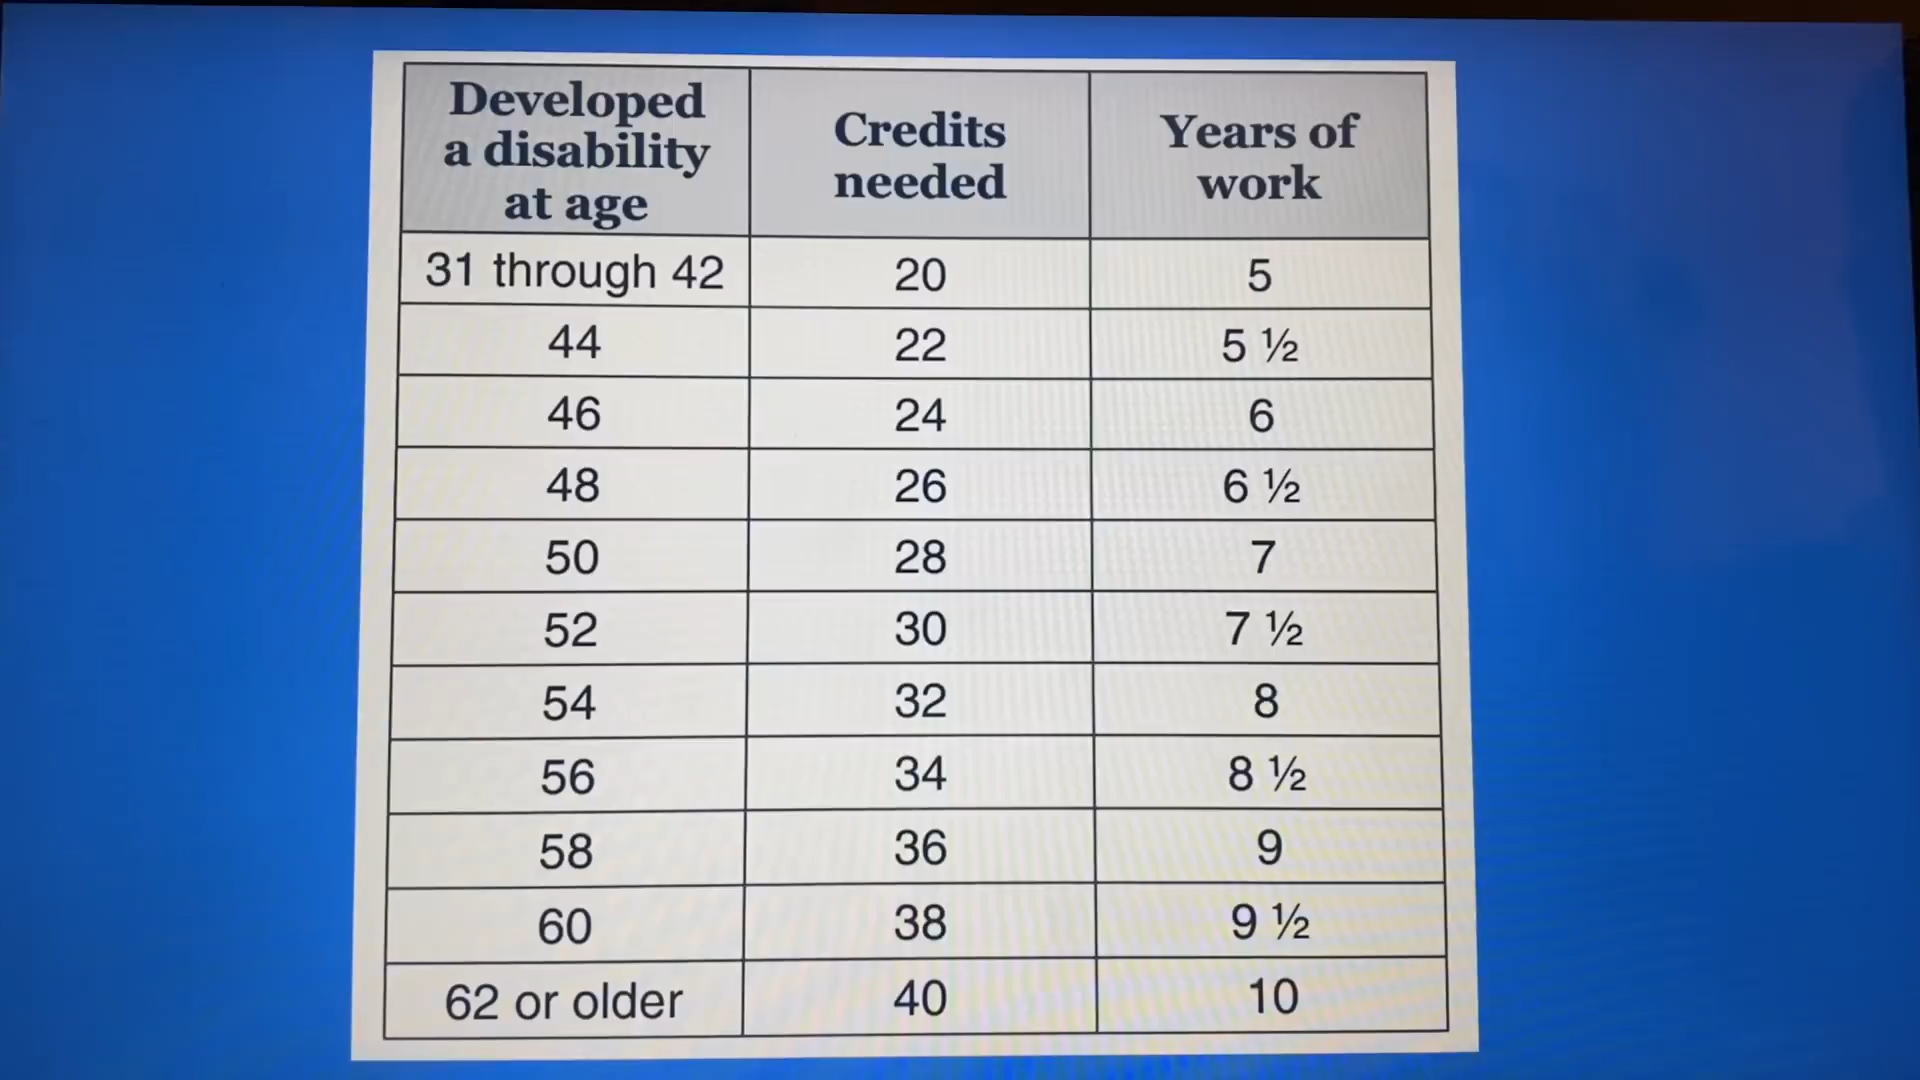 Developed
a disability
at age
Credits
needed
Years of
work
31 through 42 20 5
44 22 5 ½
46 24 6
48 26 6 ½
50 28 7
52 30 7 ½
54 32 8
56 34 8 ½
58 36 9
60 38 9 ½
62 or older 40 10